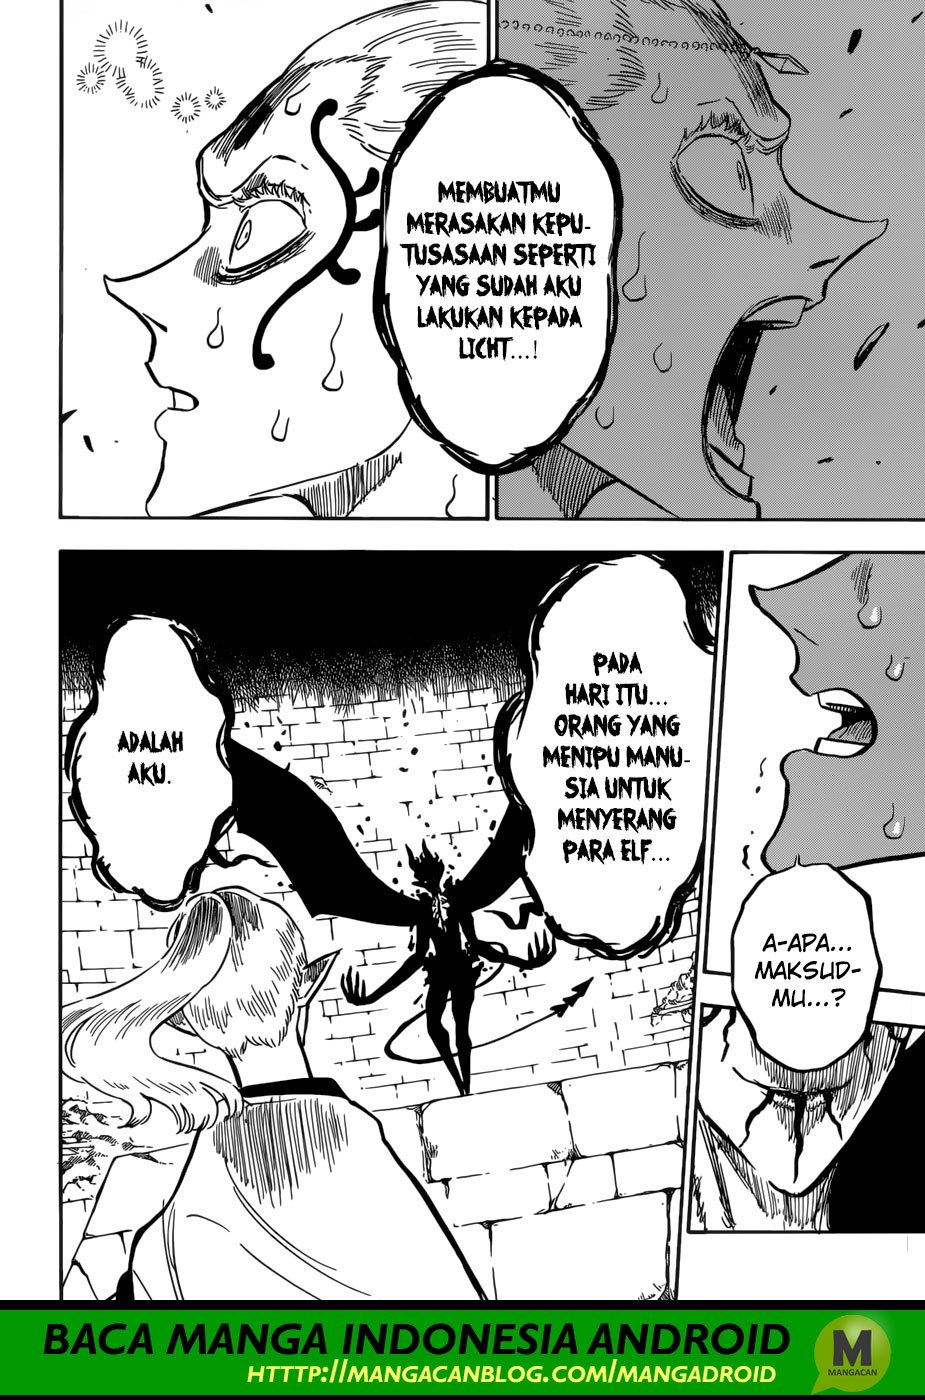 MEMBUATMU
MERASAKAN KEPU-
TUSASAAN SEPERTI
YANG SUDAH AKU
LAKUKAN KEPADA
LICHT...!
PADA
HARI ITU...
ORANG YANG
MENIPU MANU-
SIA UNTUK
MENYERANG
PARA ELF...
ADALAH
AKU.
A-APA...
MAKSUD-
MU...?
BACA MANGA INDONESIA ANDROID
HTTTP://MANGACANBLOG.COM/MANGADROID
M
MANGACAN